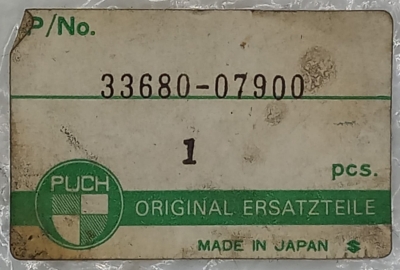 P/No.
33680-07900
1
pcs.
PUCH
ORIGINAL ERSATZTEILE
MADE IN JAPAN